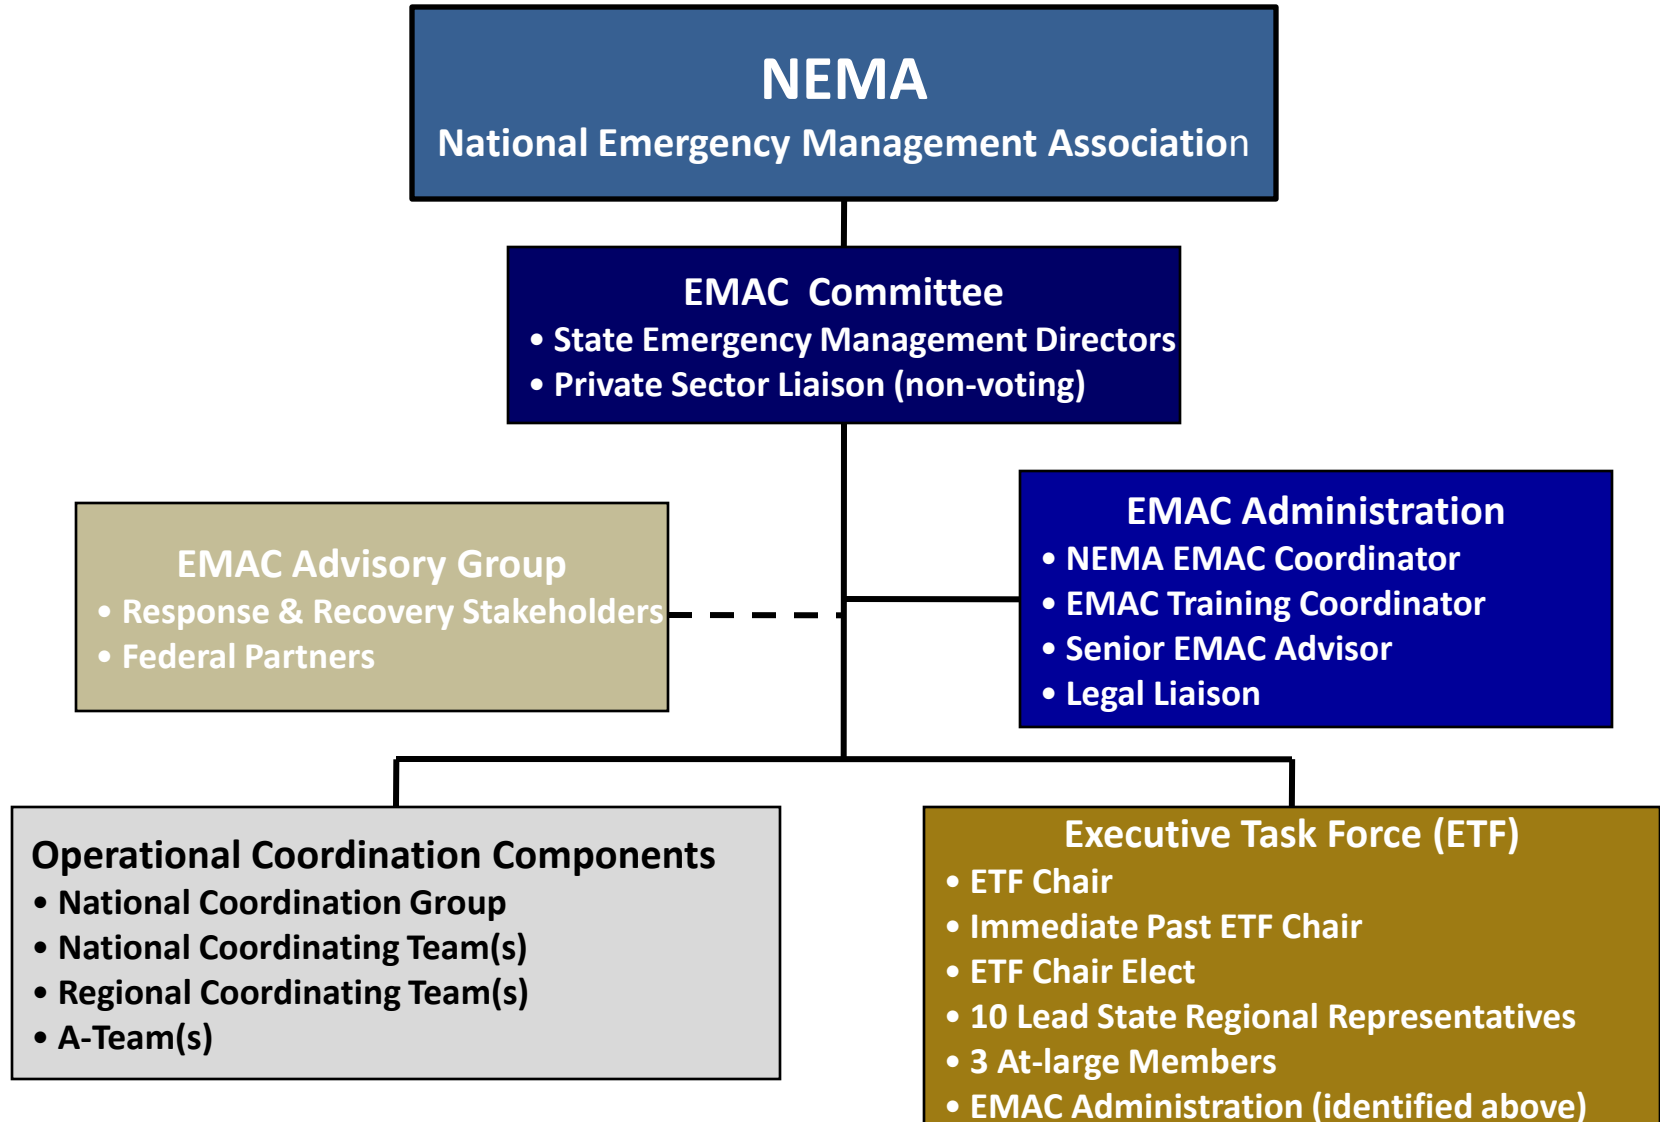 NEMA
National Emergency Management Association
EMAC  Committee
• State Emergency Management Directors
• Private Sector Liaison (non-voting)
EMAC Advisory Group
• Response & Recovery Stakeholders
• Federal Partners
EMAC Administration
• NEMA EMAC Coordinator
• EMAC Training Coordinator
• Senior EMAC Advisor
• Legal Liaison
Operational Coordination Components
• National Coordination Group
• National Coordinating Team(s)
• Regional Coordinating Team(s)
• A-Team(s)
Executive Task Force (ETF)
• ETF Chair
• Immediate Past ETF Chair
• ETF Chair Elect
• 10 Lead State Regional Representatives
• 3 At-large Members
• EMAC Administration (identified above)